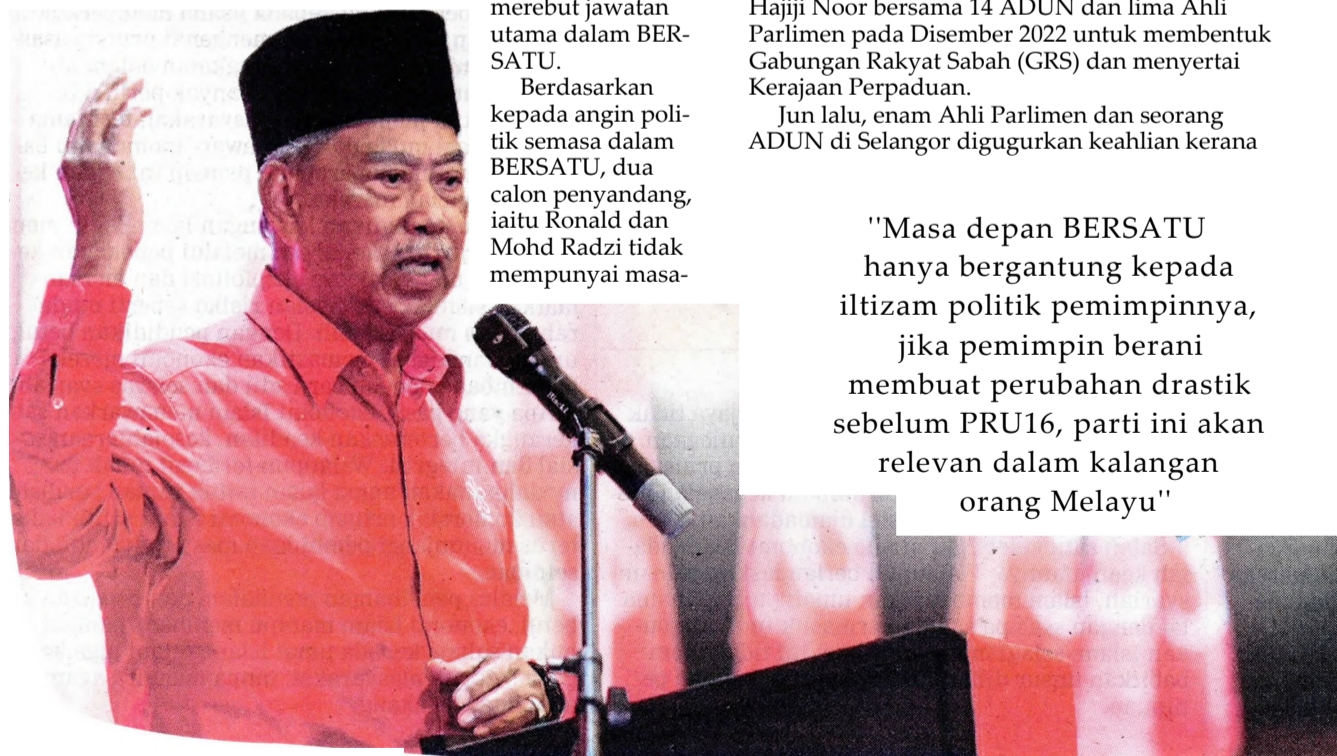 merebut jawatan
utama dalam BER-
SATU.
Berdasarkan
kepada angin poli-
tik semasa dalam
BERSATU, dua
calon penyandang,
iaitu Ronald dan
Mohd Radzi tidak
mempunyai masa-
Hajiji Noor bersama 14 ADUN dan lima Ahli
Parlimen pada Disember 2022 untuk membentuk
Gabungan Rakyat Sabah (GRS) dan menyertai
Kerajaan Perpaduan.
Jun lalu, enam Ahli Parlimen dan seorang
ADUN di Selangor digugurkan keahlian kerana
"Masa depan BERSATU
hanya bergantung kepada
iltizam politik pemimpinnya,
jika pemimpin berani
membuat perubahan drastik
sebelum PRU16, parti ini akan
relevan dalam kalangan
orang Melayu"